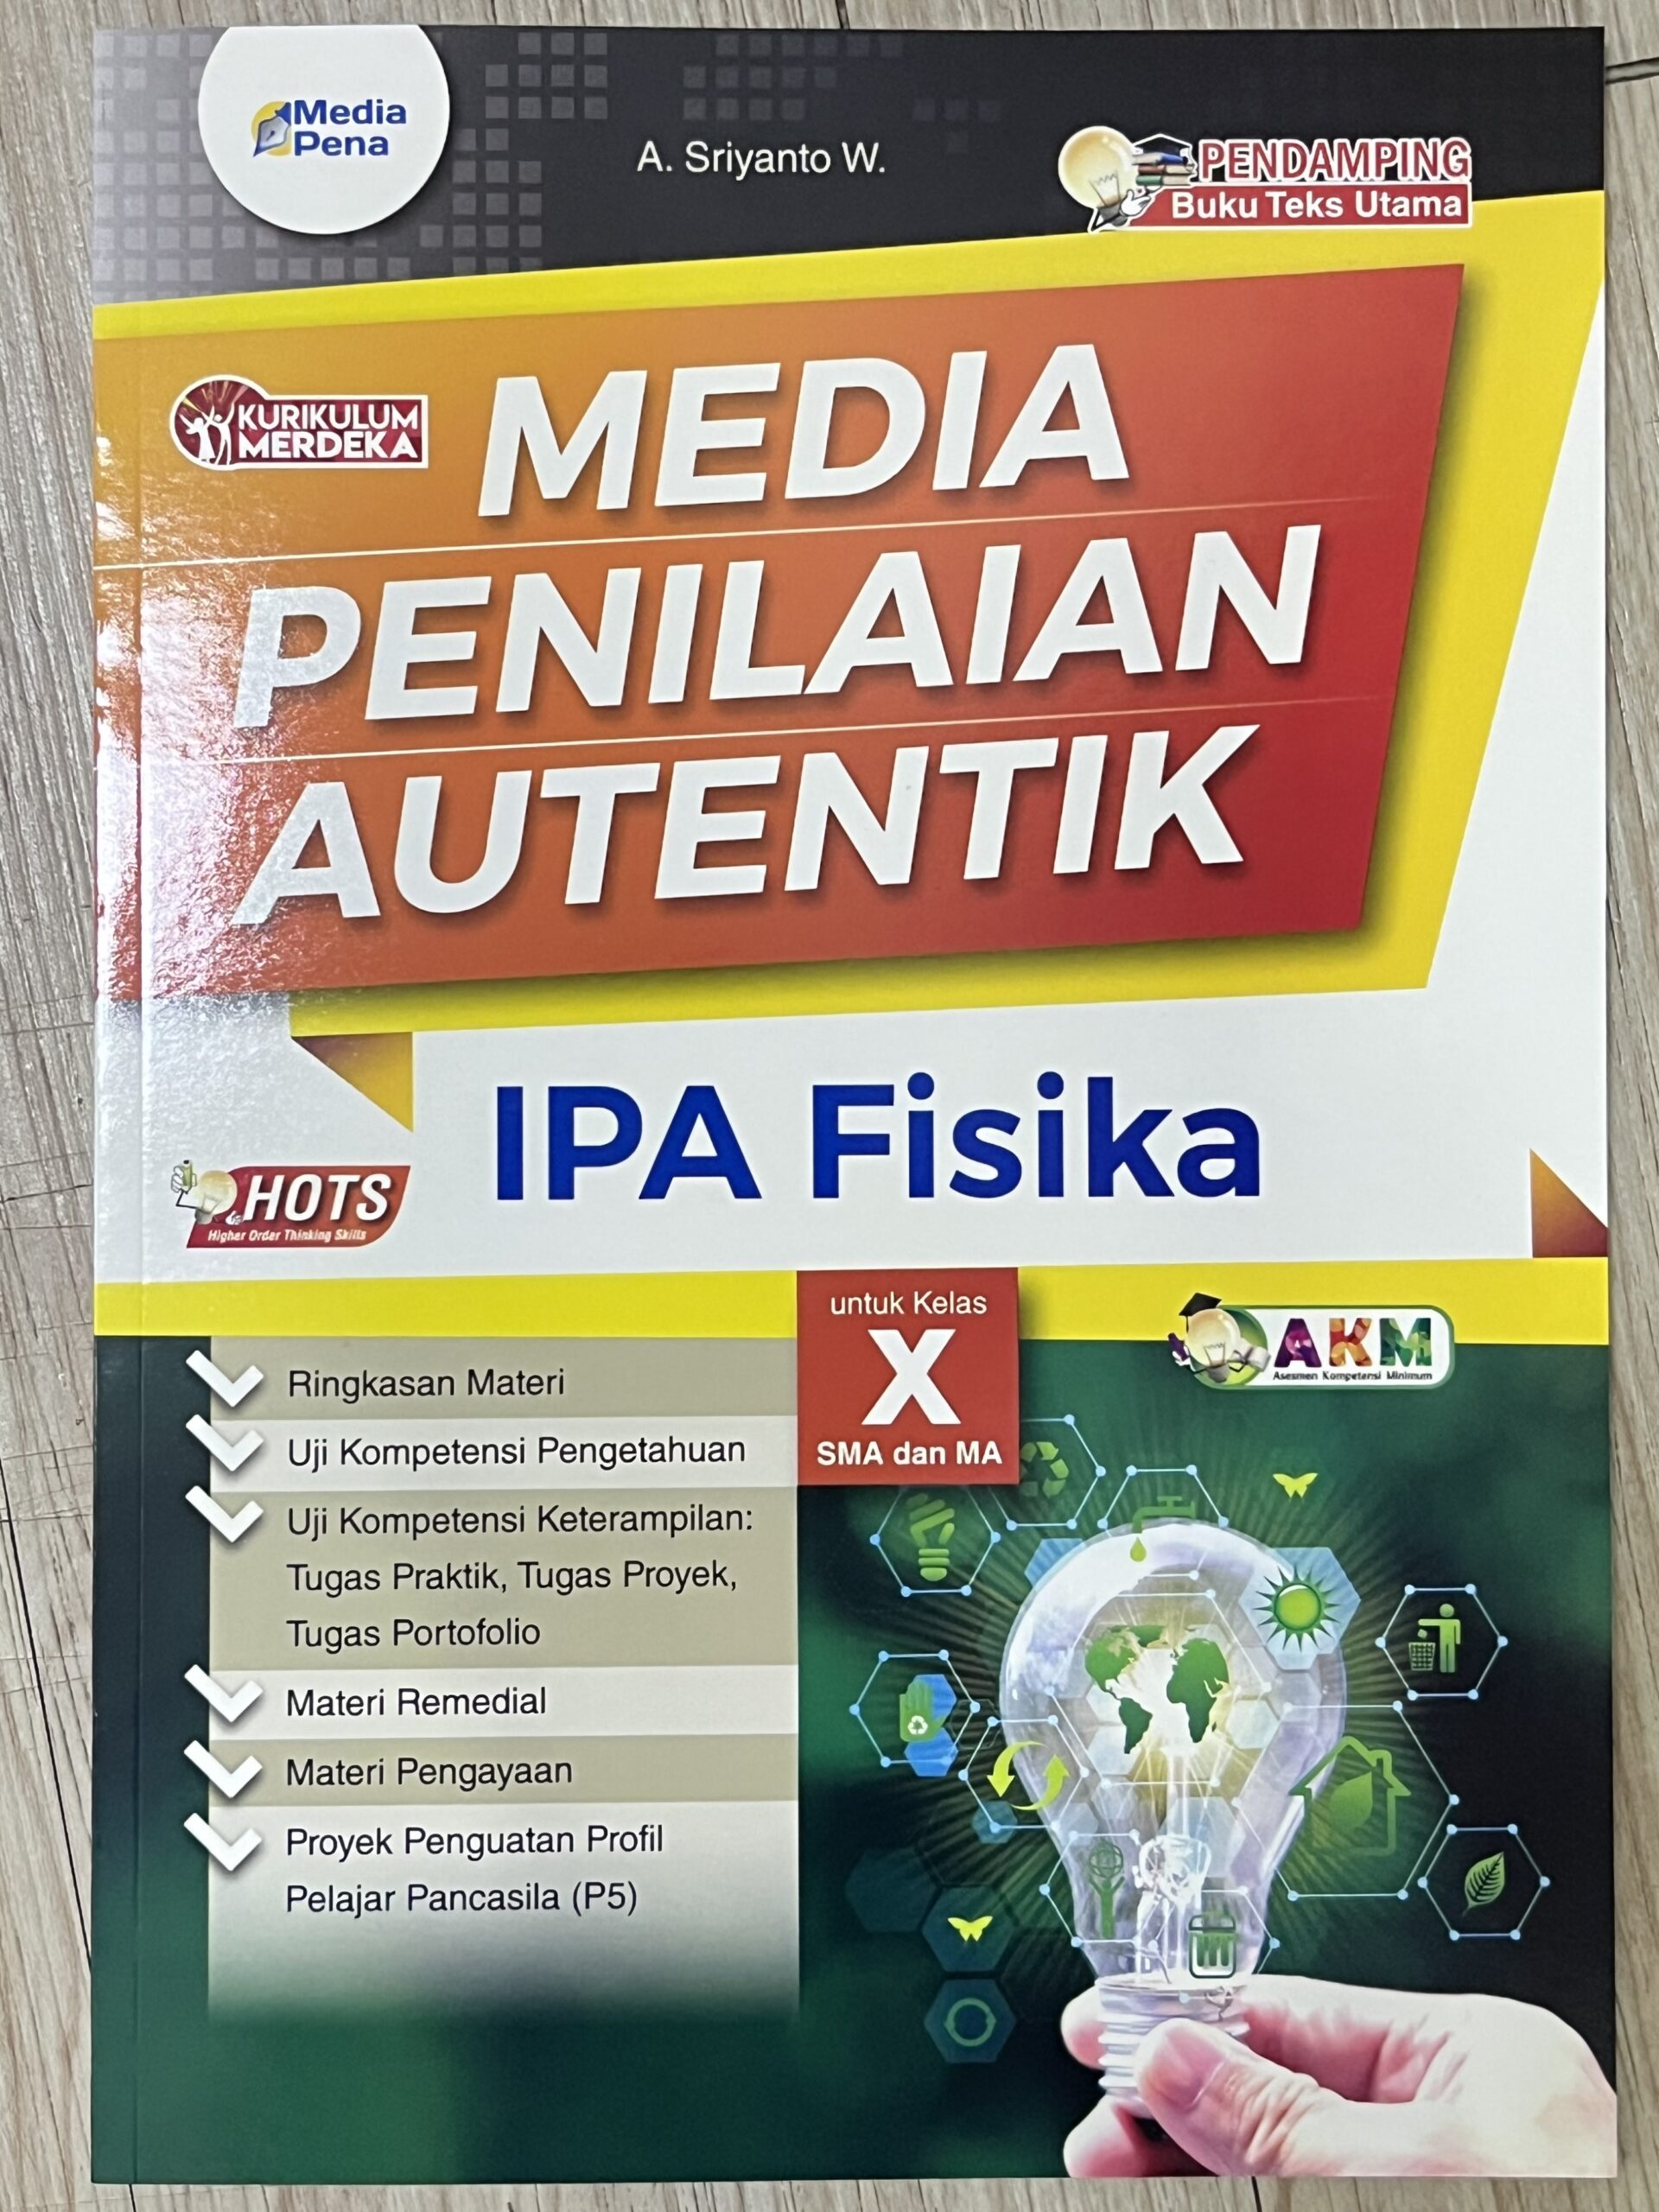 Media
Pena
A. Sriyanto W.
PENDAMPING
Buku Teks Utama
KURIKULUM
MERDEKA
MEDIA
PENILAIAN
AUTENTIK
IPA Fisika
HOTS
Higher Order Thinking Skills
untuk Kelas
X
SMA dan MA
AKM
Asesmen Kompetensi Minimum
Ringkasan Materi
Uji Kompetensi Pengetahuan
Uji Kompetensi Keterampilan:
Tugas Praktik, Tugas Proyek,
Tugas Portofolio
Materi Remedial
Materi Pengayaan
Proyek Penguatan Profil
Pelajar Pancasila (P5)